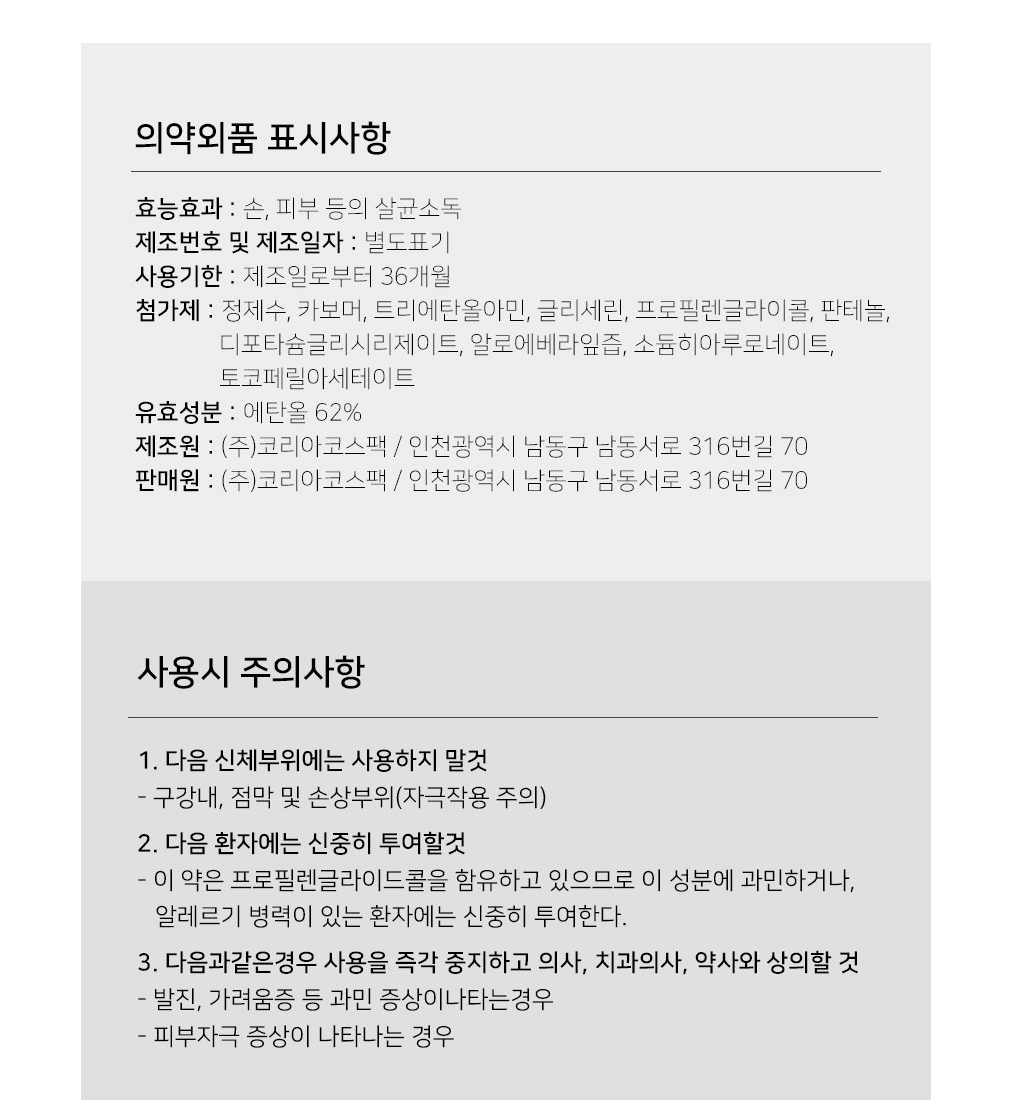 의약외품 표시사항
효능효과 : 손, 피부 등의 살균소독
제조번호 및 제조일자 : 별도표기
사용기한 : 제조일로부터 36개월
첨가제 : 정제수, 카보머, 트리에탄올아민, 글리세린, 프로필렌글라이콜, 판테놀,
디포타슘글리시리제이트, 알로에베라잎즙, 소듐히아루로네이트,
토코페릴아세테이트
유효성분 : 에탄올 62%
제조원 : (주)코리아코스팩 / 인천광역시 남동구 남동서로 316번길 70
판매원 : (주)코리아코스팩 / 인천광역시 남동구 남동서로 316번길 70
사용시 주의사항
1. 다음 신체부위에는 사용하지 말것
- 구강내, 점막 및 손상부위(자극작용 주의)
2. 다음 환자에는 신중히 투여할것
- 이 약은 프로필렌글라이드콜을 함유하고 있으므로 이 성분에 과민하거나,
알레르기 병력이 있는 환자에는 신중히 투여한다.
3. 다음과같은경우 사용을 즉각 중지하고 의사, 치과의사, 약사와 상의할 것
- 발진, 가려움증 등 과민 증상이나타는경우
- 피부자극 증상이 나타나는 경우